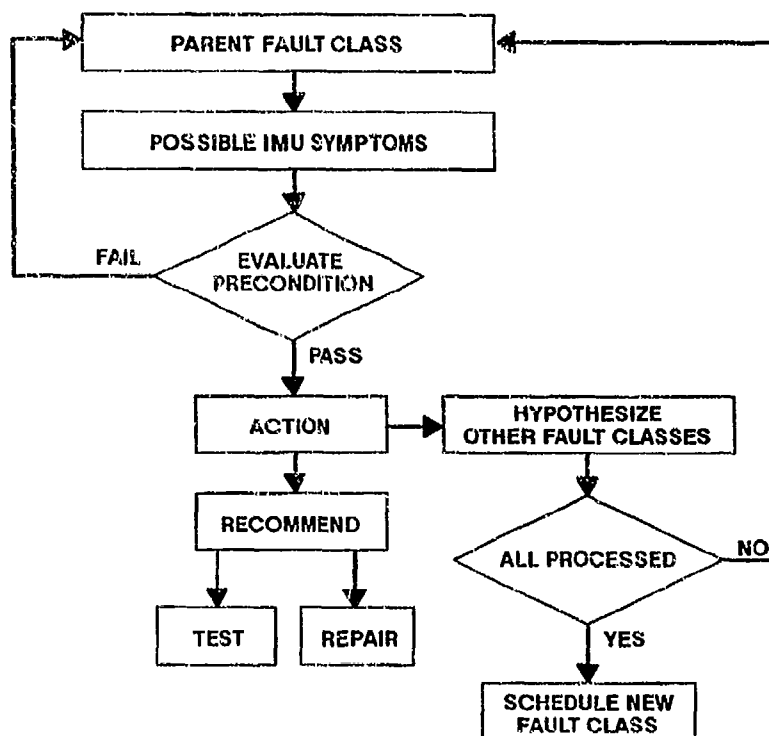 PARENT FAULT CLASS
POSSIBLE IMU SYMPTOMS
FAIL
EVALUATE
PRECONDITION
PASS
ACTION
HYPOTHESIZE
OTHER FAULT CLASSES
RECOMMEND
ALL PROCESSED
NO
TEST
REPAIR
YES
SCHEDULE NEW
FAULT CLASS